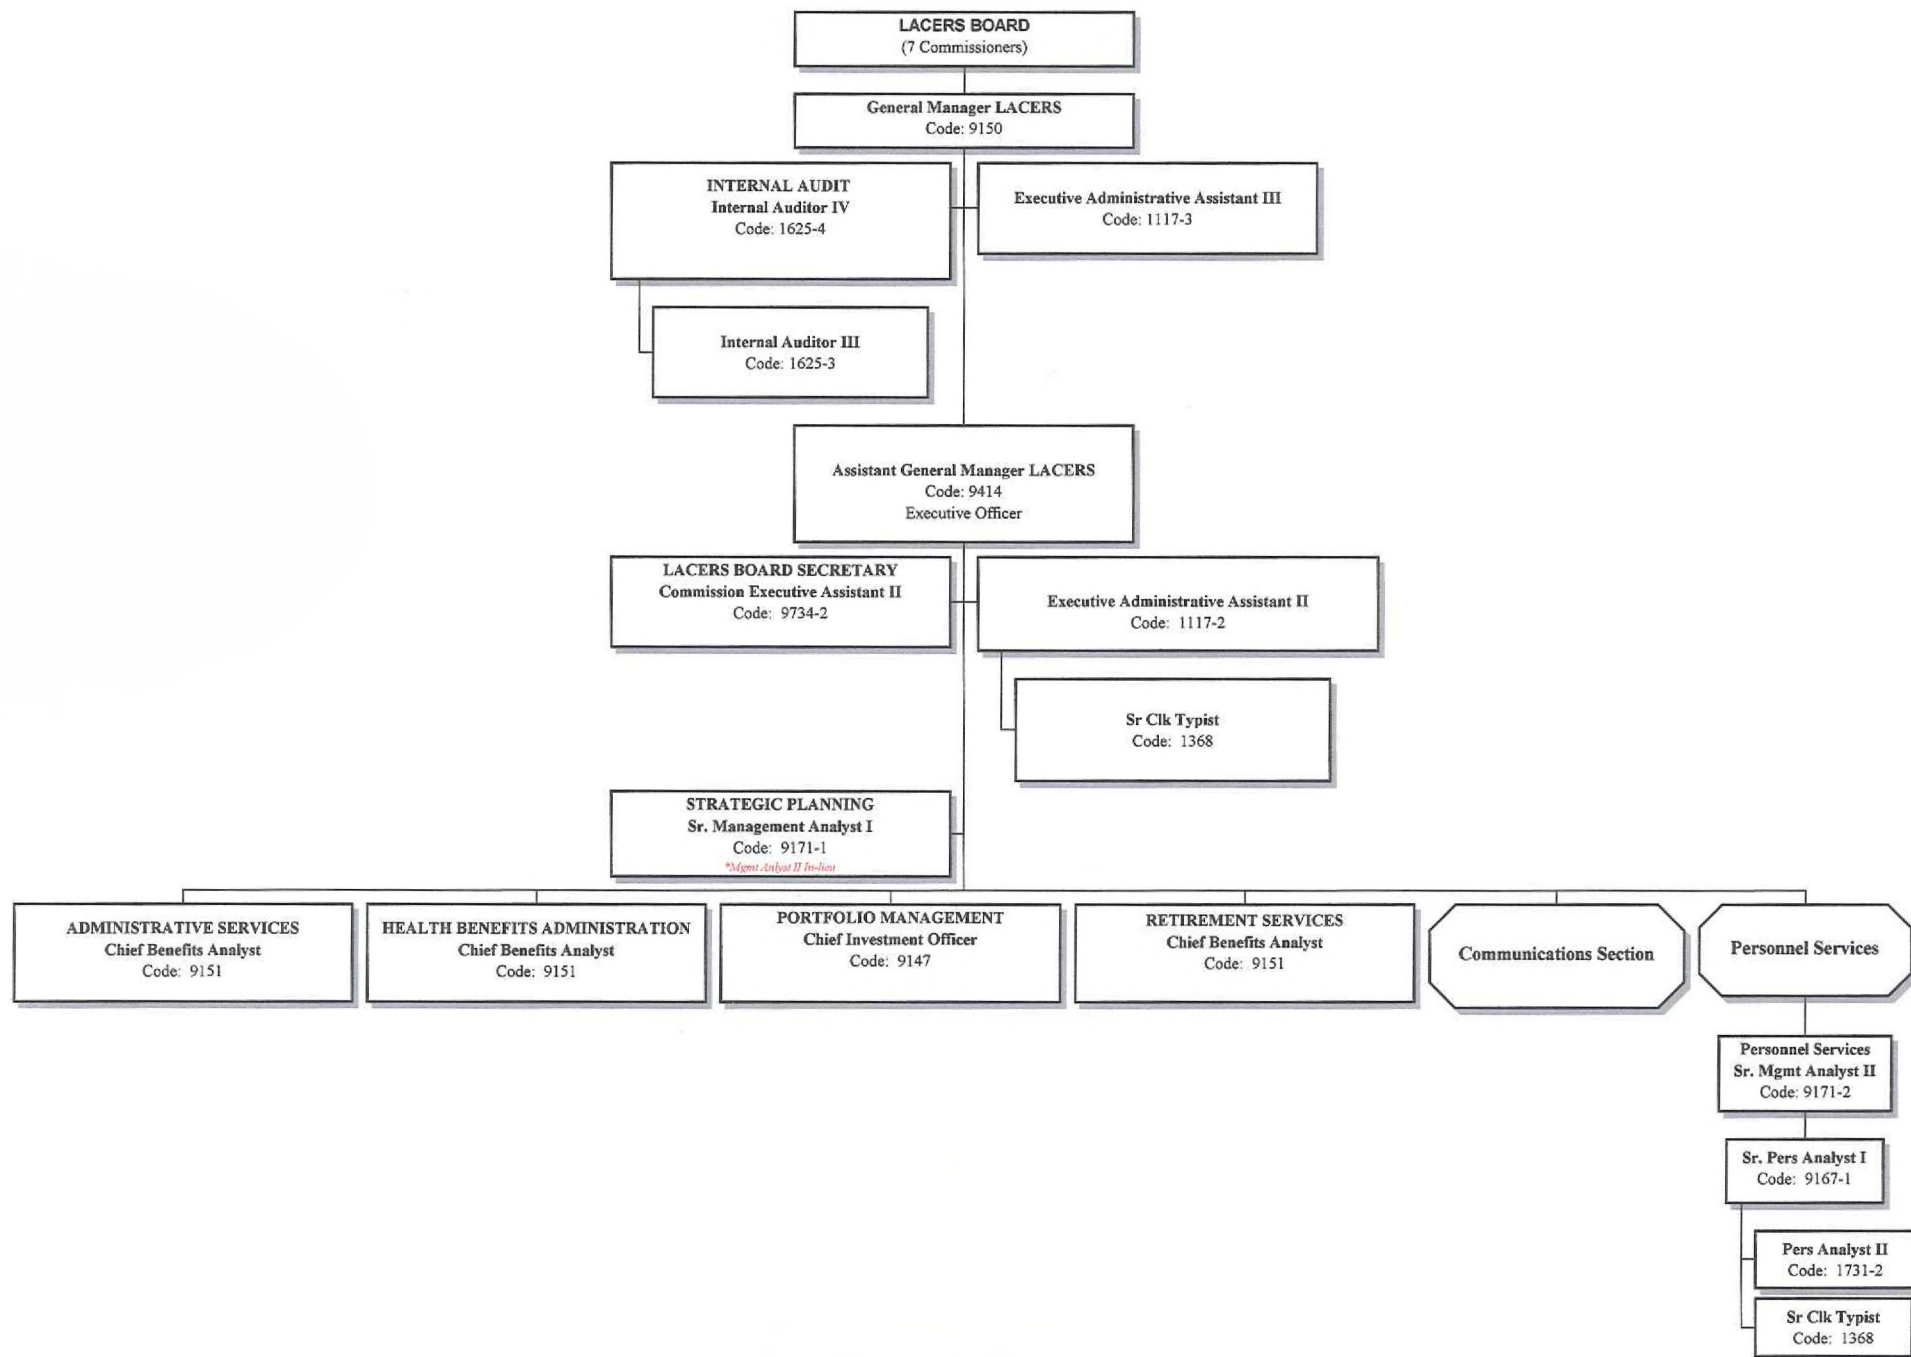 LACERS BOARD
(7 Commissioners)
General Manager LACERS
Code: 9150
INTERNAL AUDIT
Internal Auditor IV
Code: 1625-4
Executive Administrative Assistant III
Code: 1117-3
Internal Auditor III
Code: 1625-3
Assistant General Manager LACERS
Code: 9414
Executive Officer
LACERS BOARD SECRETARY
Commission Executive Assistant II
Code: 9734-2
Executive Administrative Assistant II
Code: 1117-2
Sr Clk Typist
Code: 1368
STRATEGIC PLANNING
Sr. Management Analyst I
Code: 9171-1
*Mgmt Anlyst II In-lieu
ADMINISTRATIVE SERVICES
Chief Benefits Analyst
Code: 9151
HEALTH BENEFITS ADMINISTRATION
Chief Benefits Analyst
Code: 9151
PORTFOLIO MANAGEMENT
Chief Investment Officer
Code: 9147
RETIREMENT SERVICES
Chief Benefits Analyst
Code: 9151
Communications Section
Personnel Services
Personnel Services
Sr. Mgmt Analyst II
Code: 9171-2
Sr. Pers Analyst I
Code: 9167-1
Pers Analyst II
Code: 1731-2
Sr Clk Typist
Code: 1368